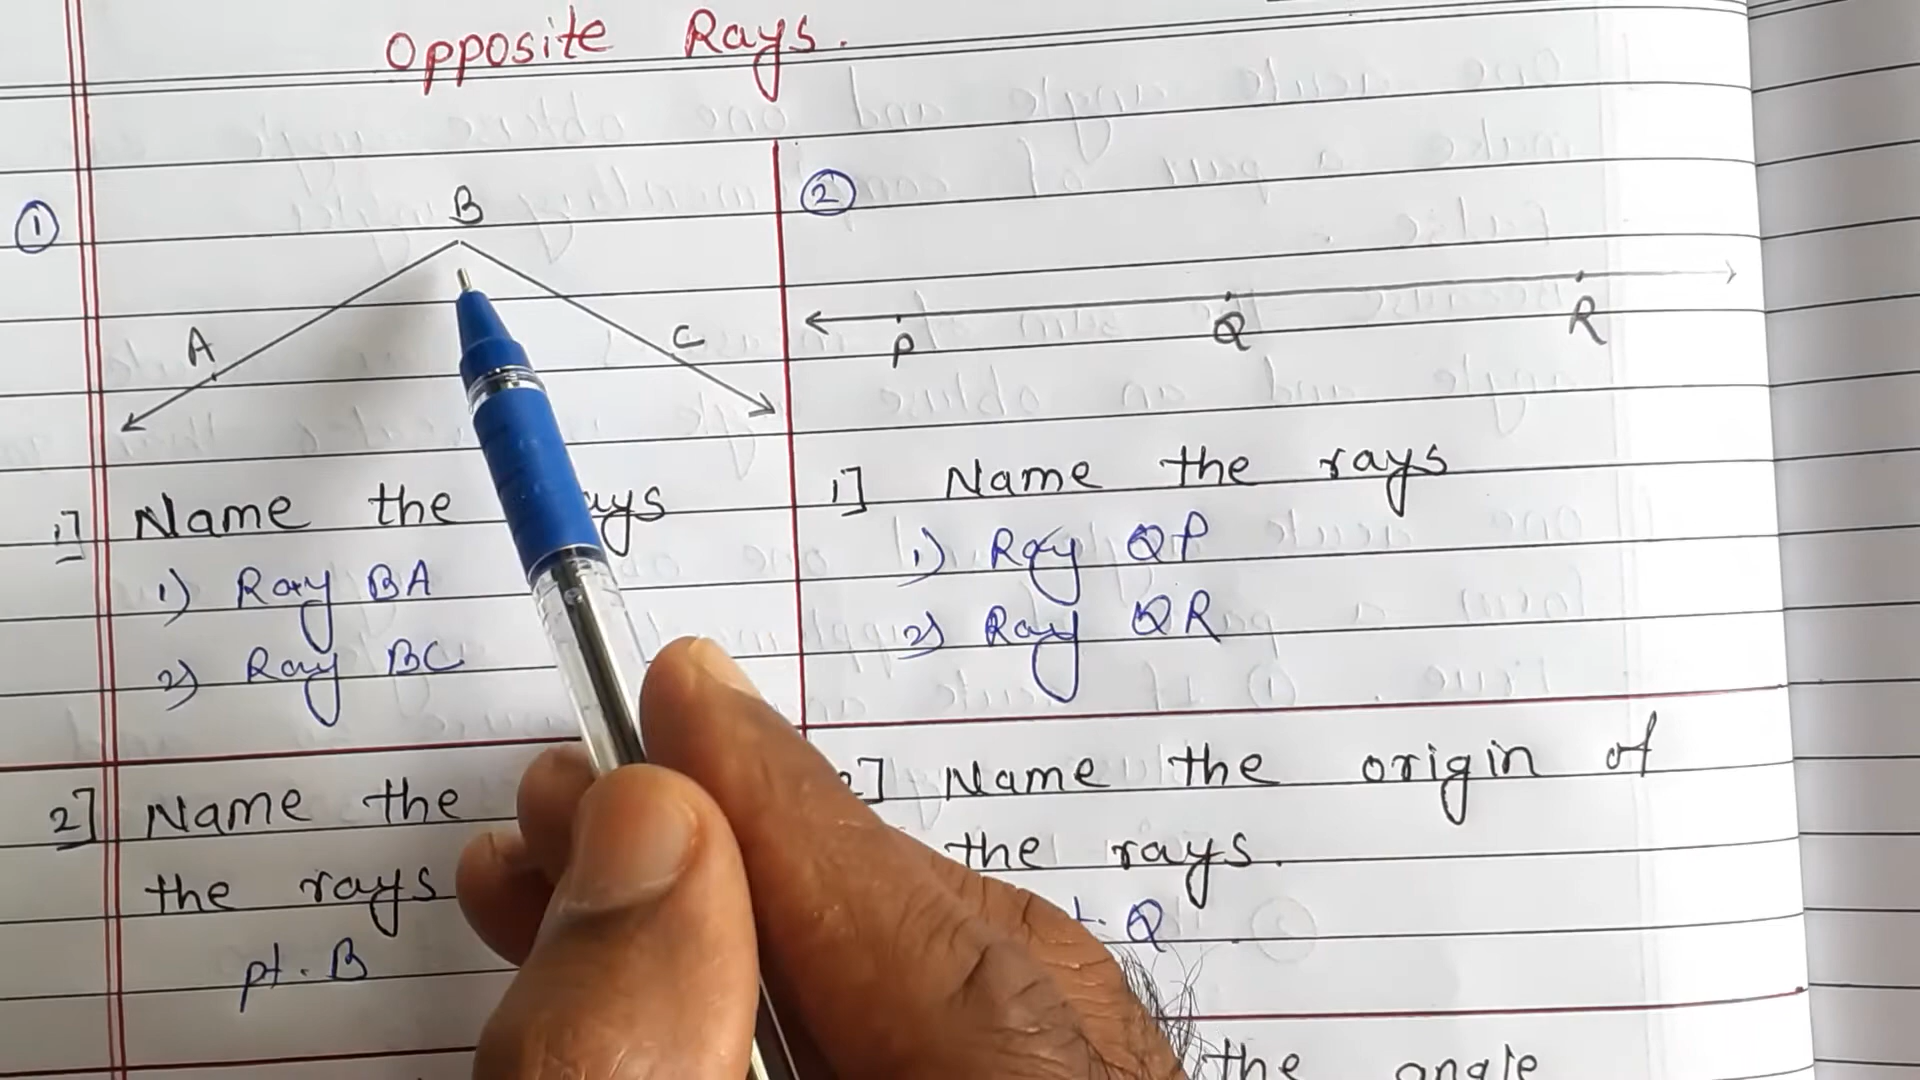 Opposite Rays.
①
B
A
C
1] Name the
1) Ray BA
2) Ray BC
2] Name the
the rays
pt. B
②
P
Q
R
1] Name the rays
1) Ray QP
2) Ray QR
Name the origin of
the rays.
Q
the angle